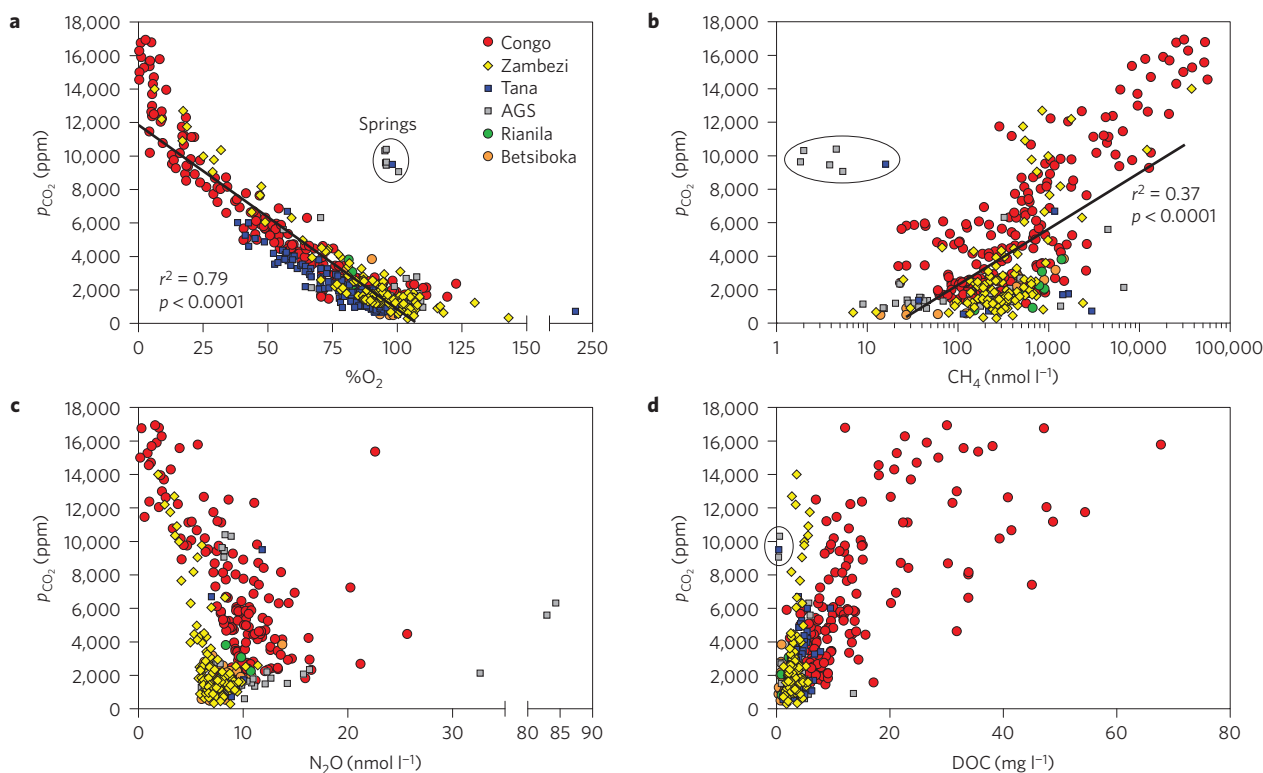 a
18,000
16,000
14,000
12,000
10,000
8,000
6,000
4,000
2,000
0
pCO2 (ppm)
Congo
Zambezi
Tana
AGS
Rianila
Betsiboka
Springs
r² = 0.79
p < 0.0001
0 25 50 75 100 125 150 250
%O₂
b
18,000
16,000
14,000
12,000
10,000
8,000
6,000
4,000
2,000
0
pCO₂ (ppm)
r² = 0.37
p < 0.0001
1 10 100 1,000 10,000 100,000
CH₄ (nmol l⁻¹)
c
18,000
16,000
14,000
12,000
10,000
8,000
6,000
4,000
2,000
0
pCO₂ (ppm)
0 10 20 30 80 85 90
N₂O (nmol l⁻¹)
d
18,000
16,000
14,000
12,000
10,000
8,000
6,000
4,000
2,000
0
pCO₂ (ppm)
0 20 40 60 80
DOC (mg l⁻¹)